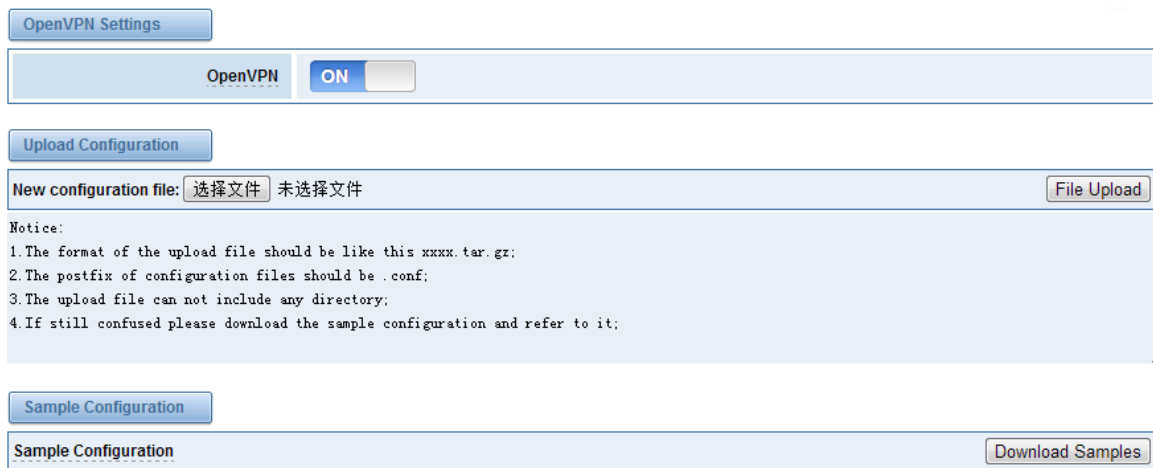 OpenVPN Settings
OpenVPN ON
Upload Configuration
New configuration file: 选择文件 未选择文件 File Upload
Notice:
1.The format of the upload file should be like this xxxx.tar.gz;
2.The postfix of configuration files should be .conf;
3.The upload file can not include any directory;
4.If still confused please download the sample configuration and refer to it;
Sample Configuration
Sample Configuration Download Samples